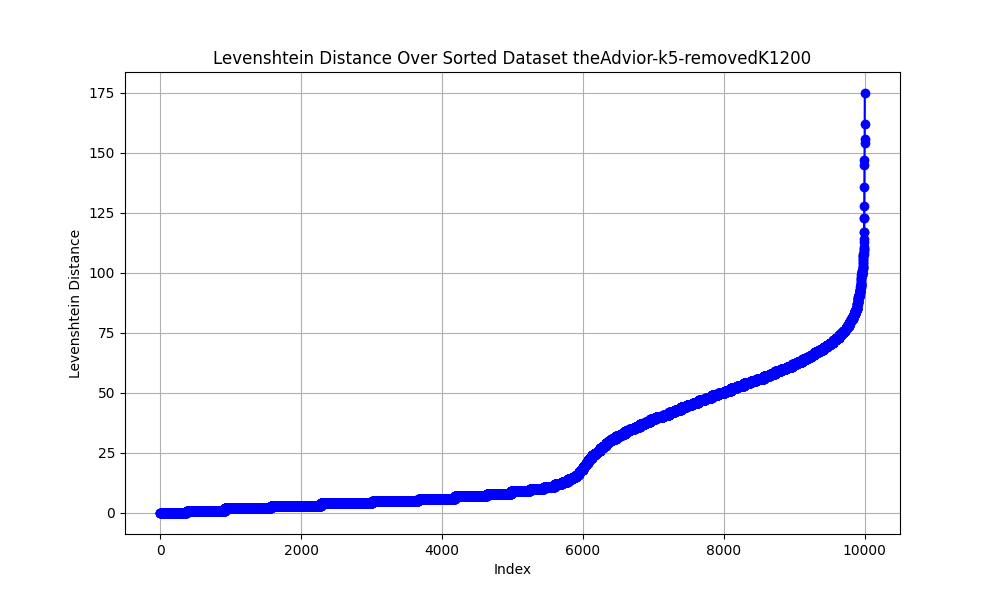 Levenshtein Distance Over Sorted Dataset theAdvior-k5-removedK1200
175
150
125
100
75
50
25
0
Levenshtein Distance
0 2000 4000 6000 8000 10000
Index